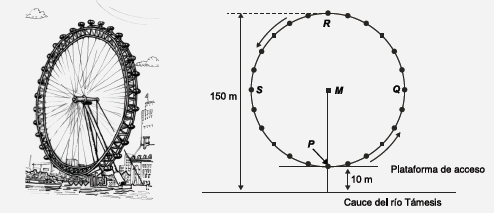 R
150 m
S
M
Q
P
Plataforma de acceso
10 m
Cauce del río Támesis